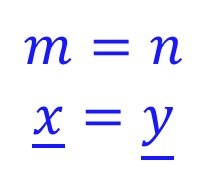 m = n
x = y